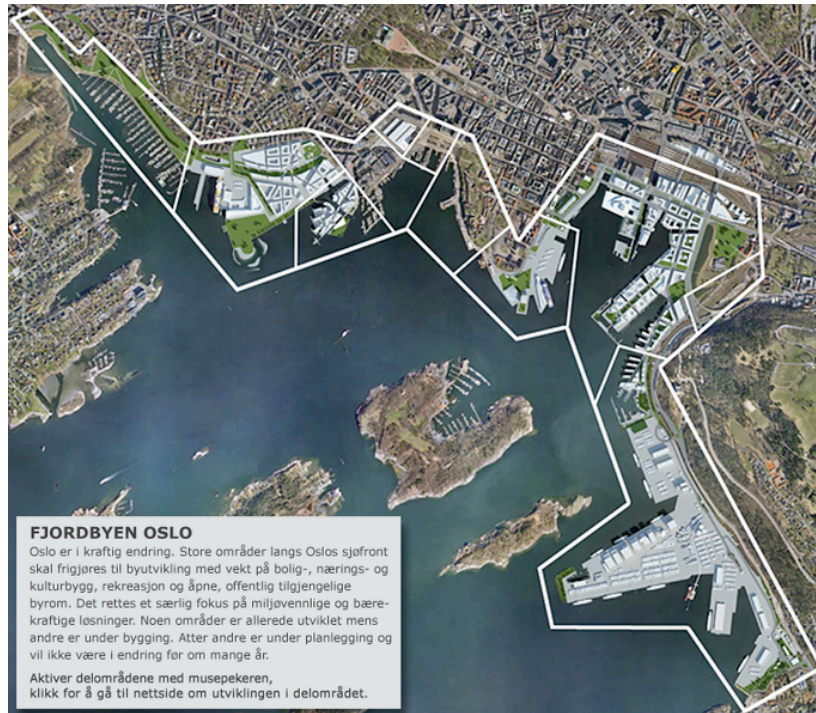 FJORDBYEN OSLO
Oslo er i kraftig endring. Store områder langs Oslos sjøfront
skal frigjøres til byutvikling med vekt på bolig-, nærings- og
kulturbygg, rekreasjon og åpne, offentlig tilgjengelige
byrom. Det rettes et særlig fokus på miljøvennlige og bære-
kraftige løsninger. Noen områder er allerede utviklet mens
andre er under bygging. Atter andre er under planlegging og
vil ikke være i endring før om mange år.
Aktiver delområdene med musepekeren,
klikk for å gå til nettside om utviklingen i delområdet.